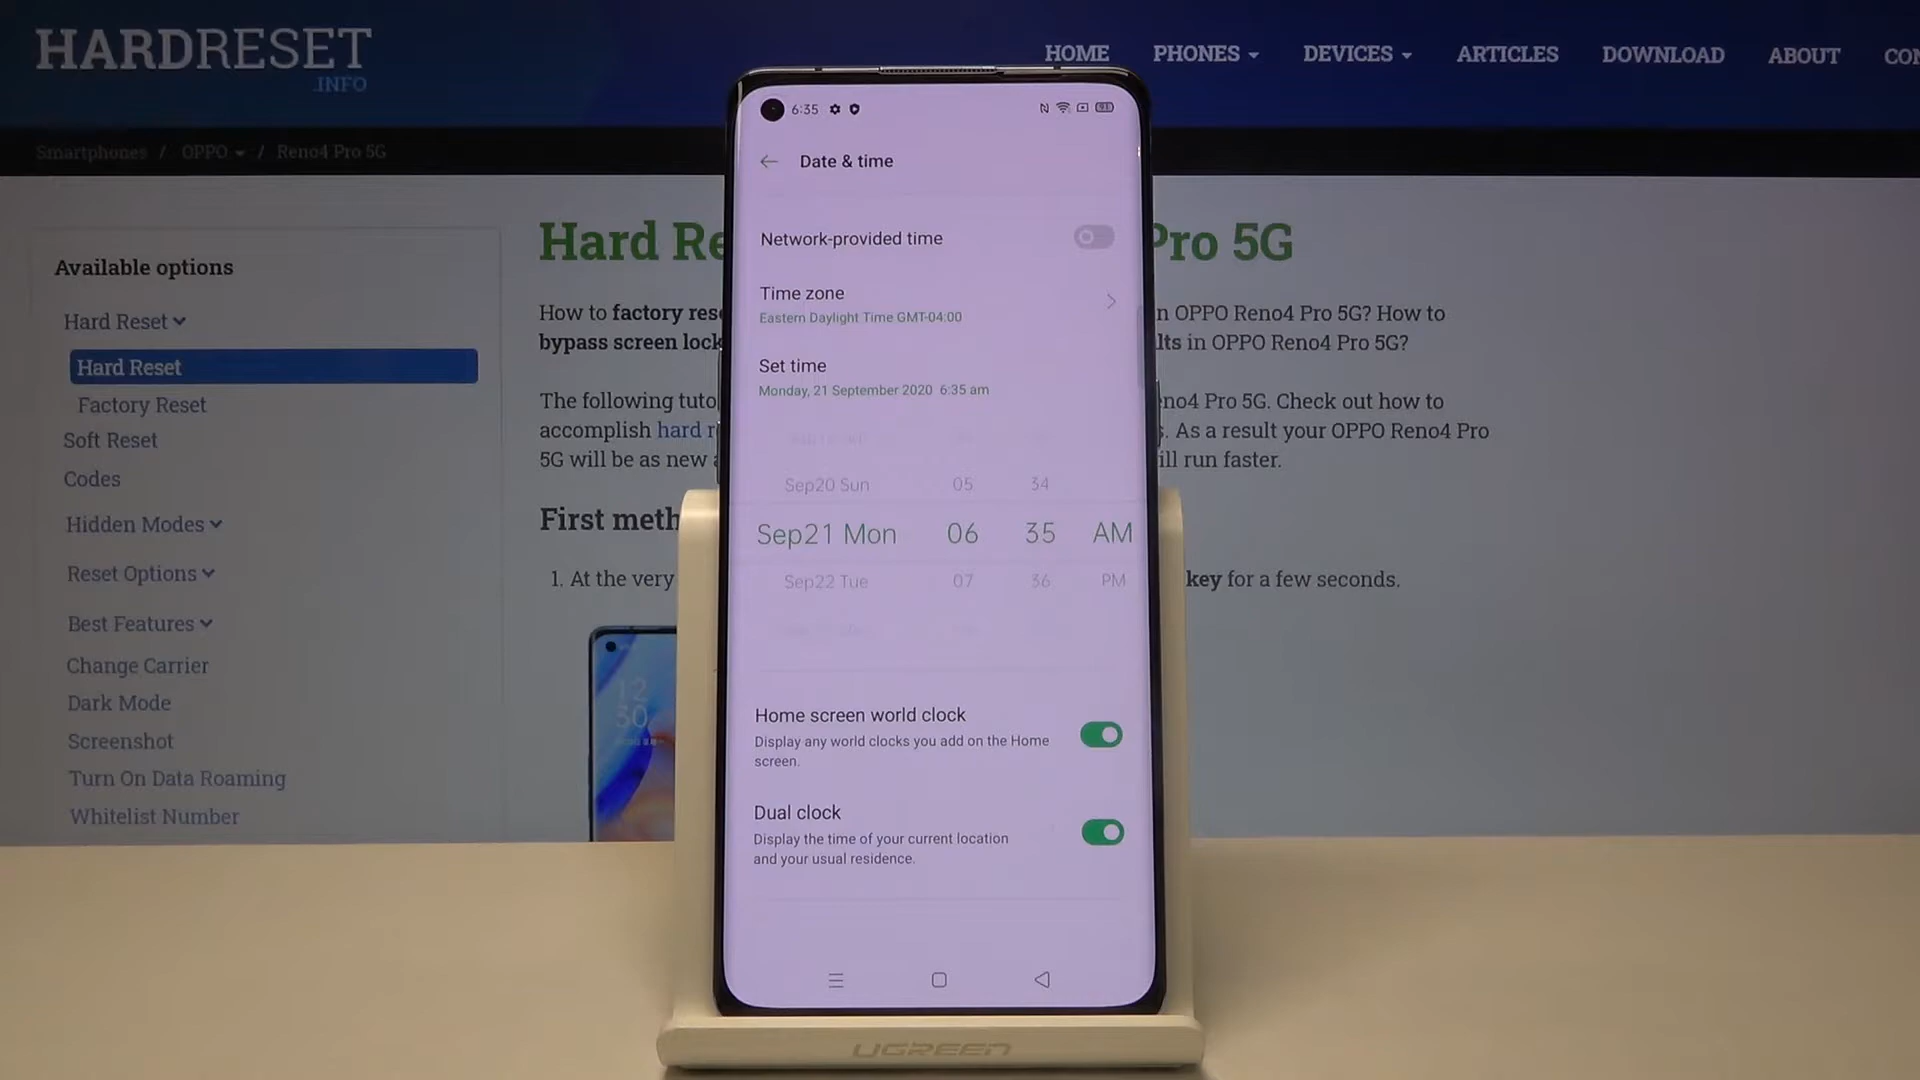 HARDRESET
.INFO
HOME
PHONES
DEVICES
ARTICLES
DOWNLOAD
ABOUT
Smartphones / OPPO / Reno4 Pro 5G
Available options
Hard Reset
Hard Reset
Factory Reset
Soft Reset
Codes
Hidden Modes
Reset Options
Best Features
Change Carrier
Dark Mode
Screenshot
Turn On Data Roaming
Whitelist Number
Hard Pro 5G
How to factory in OPPO Reno4 Pro 5G? How to
bypass screen in OPPO Reno4 Pro 5G?
The following Pro 5G. Check out how to
accomplish hard As a result your OPPO Reno4 Pro
5G will be as new run faster.
First
1. At the very key for a few seconds.
12
30
6:35
91
Date & time
Network-provided time
Time zone
Eastern Daylight Time GMT-04:00
Set time
Monday, 21 September 2020 6:35 am
Sep20 Sun 05 34
Sep21 Mon 06 35 AM
Sep22 Tue 07 36 PM
Home screen world clock
Display any world clocks you add on the Home
screen.
Dual clock
Display the time of your current location
and your usual residence.
UGREEN